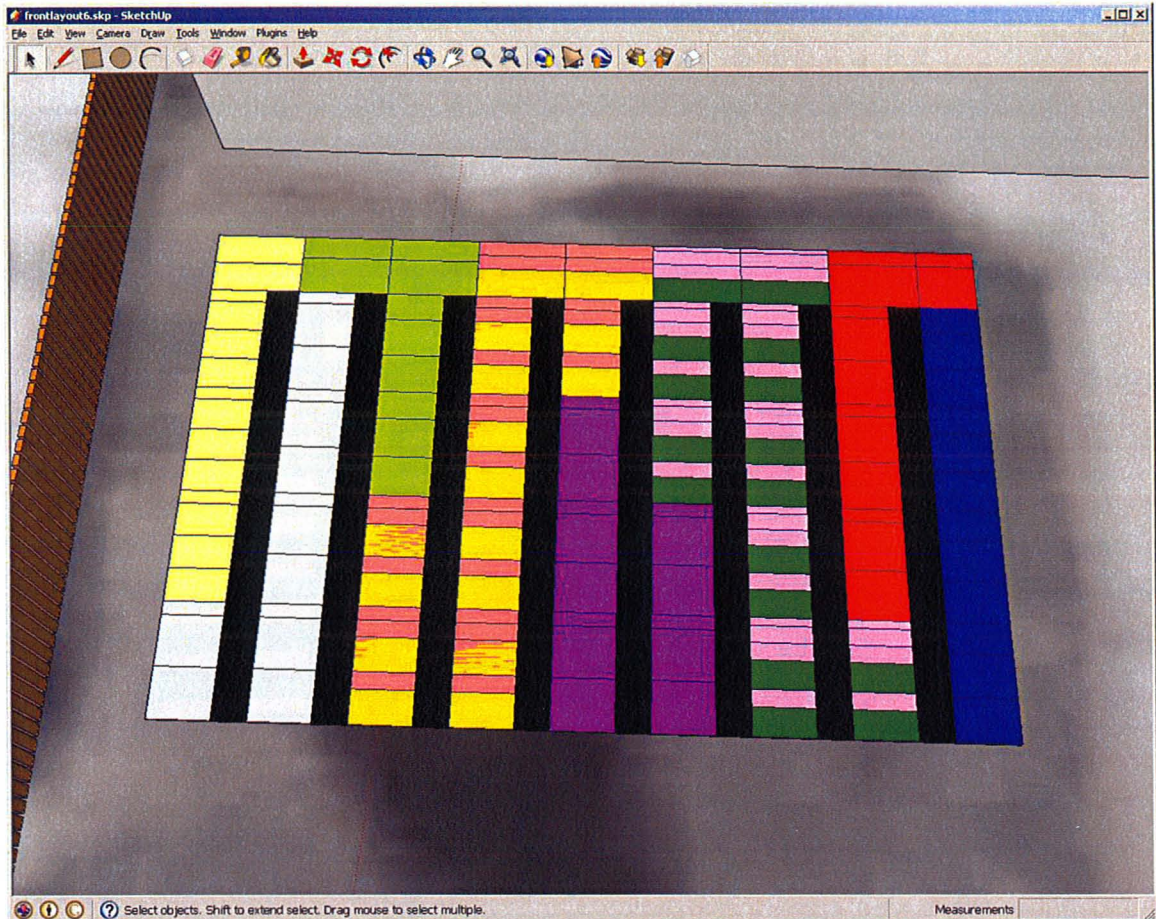 frontlayout6.skp - SketchUp
File Edit View Camera Draw Tools Window Plugins Help
Select objects. Shift to extend select. Drag mouse to select multiple.
Measurements